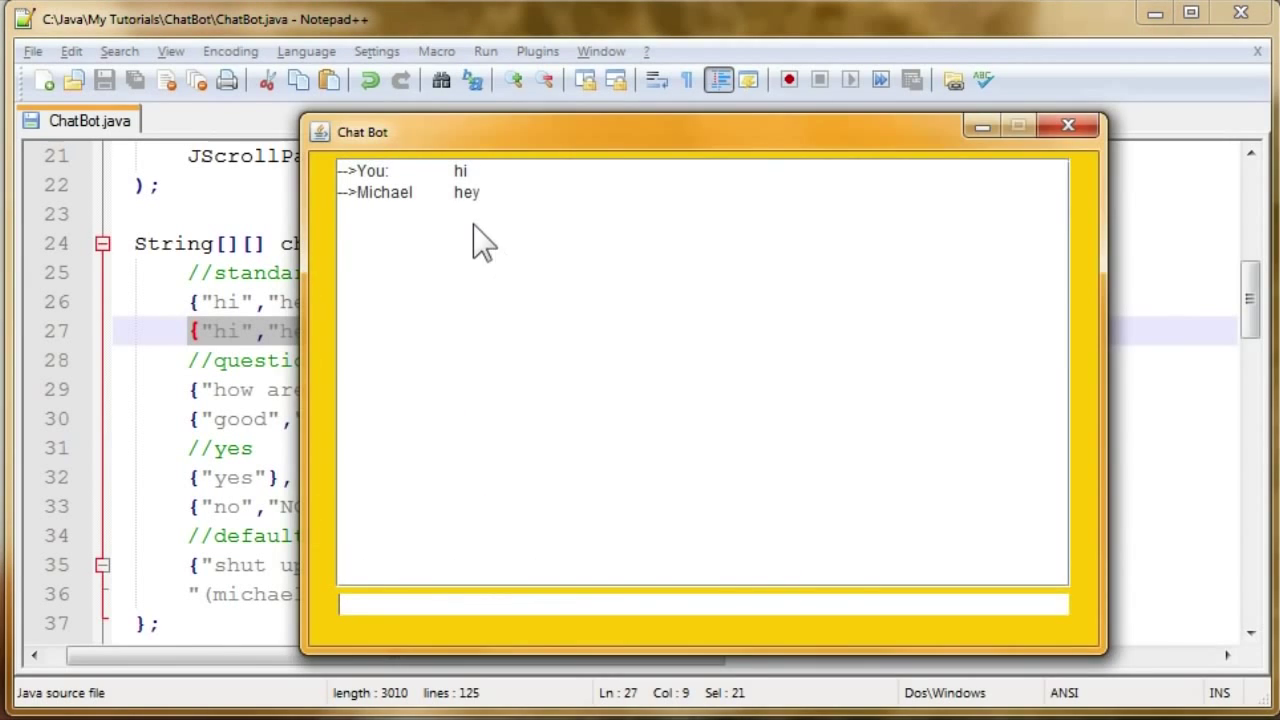 C:\Java\My Tutorials\ChatBot\ChatBot.java - Notepad++
File Edit Search View Encoding Language Settings Macro Run Plugins Window ? X
ChatBot.java
Chat Bot
-->You: hi
-->Michael hey
21 JScrollPa
22 );
23
24 String[][] ch
25 //standa
26 {"hi","he
27 {"hi","he
28 //questio
29 {"how are
30 {"good","
31 //yes
32 {"yes"},
33 {"no","NO
34 //default
35 {"shut up
36 "(michael
37 };
Java source file length : 3010 lines : 125 Ln : 27 Col : 9 Sel : 21 Dos\Windows ANSI INS